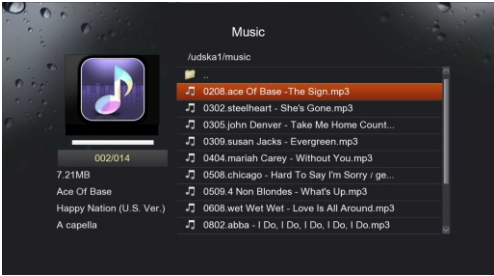 Music
/udska1/music
..
0208.ace Of Base -The Sign.mp3
0302.steelheart - She's Gone.mp3
0305.john Denver - Take Me Home Count...
0309.susan Jacks - Evergreen.mp3
0404.mariah Carey - Without You.mp3
0508.chicago - Hard To Say I'm Sorry / ge...
0509.4 Non Blondes - What's Up.mp3
0608.wet Wet Wet - Love Is All Around.mp3
0802.abba - I Do, I Do, I Do, I Do, I Do.mp3
002/014
7.21MB
Ace Of Base
Happy Nation (U.S. Ver.)
A capella